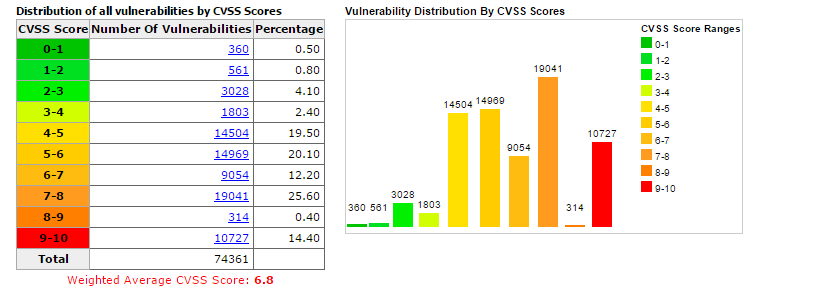 Distribution of all vulnerabilities by CVSS Scores
CVSS Score Number Of Vulnerabilities Percentage
0-1 360 0.50
1-2 561 0.80
2-3 3028 4.10
3-4 1803 2.40
4-5 14504 19.50
5-6 14969 20.10
6-7 9054 12.20
7-8 19041 25.60
8-9 314 0.40
9-10 10727 14.40
Total 74361
Weighted Average CVSS Score: 6.8
Vulnerability Distribution By CVSS Scores
360 561 3028 1803 14504 14969 9054 19041 314 10727
CVSS Score Ranges
0-1
1-2
2-3
3-4
4-5
5-6
6-7
7-8
8-9
9-10